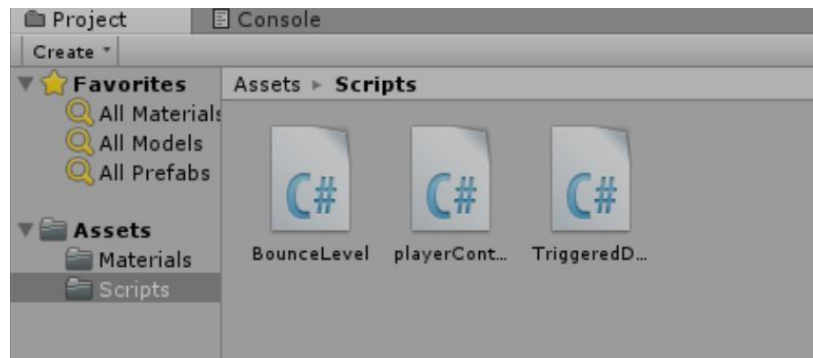 Project
Console
Create
Favorites
All Materials
All Models
All Prefabs
Assets
Materials
Scripts
Assets ▸ Scripts
C#
C#
C#
BounceLevel
playerCont...
TriggeredD...